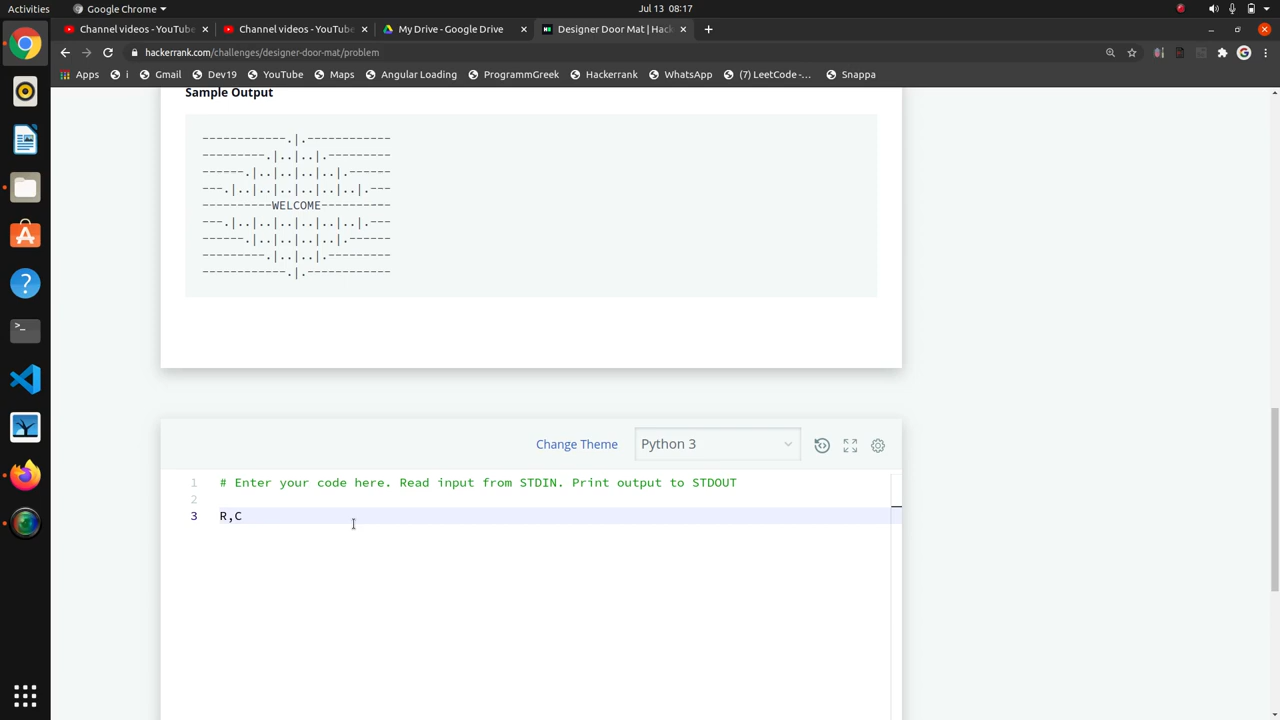 Activities
Google Chrome
Jul 13 08:17
Channel videos - YouTube
Channel videos - YouTube
My Drive - Google Drive
Designer Door Mat | Hack
hackerrank.com/challenges/designer-door-mat/problem
Apps
i
Gmail
Dev19
YouTube
Maps
Angular Loading
ProgrammGreek
Hackerrank
WhatsApp
(7) LeetCode -...
Snappa
Sample Output
------------.|.------------
---------.|..|..|.---------
------.|..|..|..|..|.------
---.|..|..|..|..|..|..|.---
----------WELCOME----------
---.|..|..|..|..|..|..|.---
------.|..|..|..|..|.------
---------.|..|..|.---------
------------.|.------------
Change Theme
Python 3
1 # Enter your code here. Read input from STDIN. Print output to STDOUT
2
3 R,C